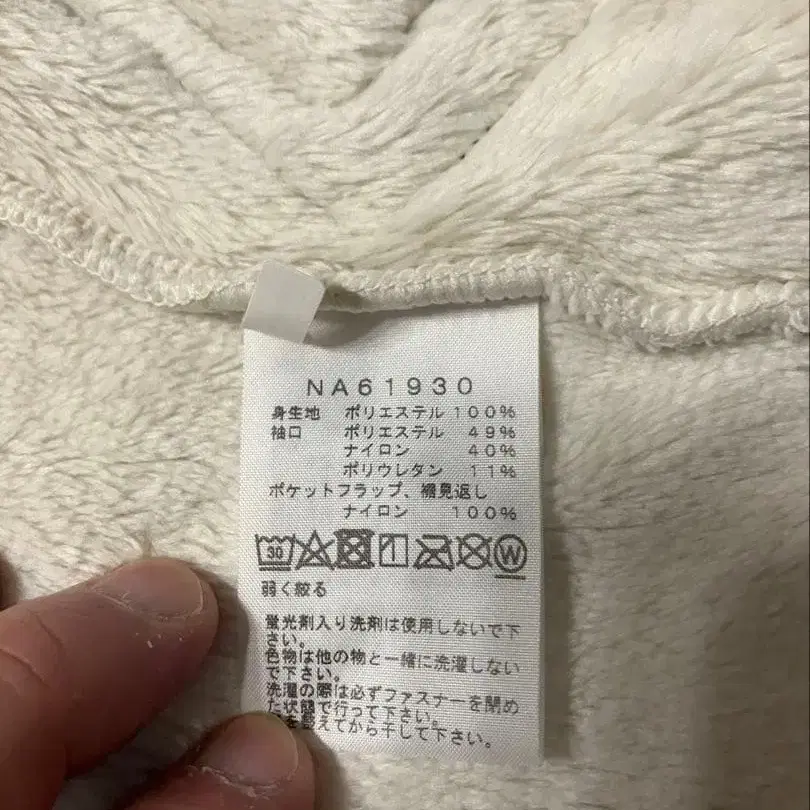 NA61930
身生地 ポリエステル 100%
袖口 ポリエステル 49%
ナイロン 40%
ポリウレタン 11%
ポケットフラップ、裾見返し
ナイロン 100%
30 W
弱く絞る
蛍光剤入り洗剤は使用しないで下
さい。
色物は他の物と一緒に洗濯しない
で下さい。
洗濯の際は必ずファスナーを閉め
た状態で行って下さい。
を整えてから干して下さい。